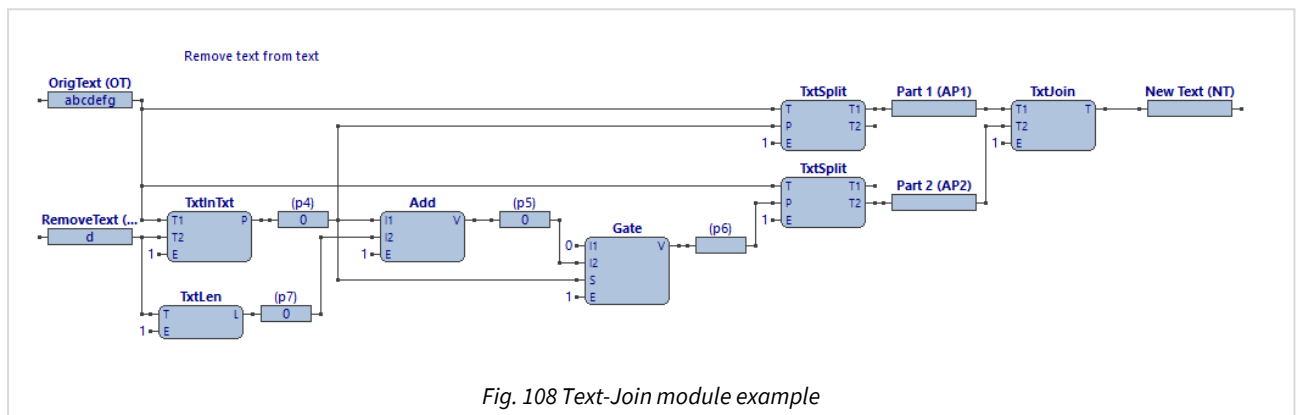 Remove text from text
OrigText (OT)
abcdefg
TxtSplit
T T1
P T2
1 E
Part 1 (AP1)
TxtJoin
T1 T
T2
1 E
New Text (NT)
TxtSplit
T T1
P T2
1 E
Part 2 (AP2)
RemoveText (...
d
TxtInTxt
T1 P
T2
1 E
(p4)
0
Add
I1 V
I2
1 E
(p5)
0
Gate
0 I1 V
I2
S
1 E
(p6)
TxtLen
T L
1 E
(p7)
0
Fig. 108 Text-Join module example